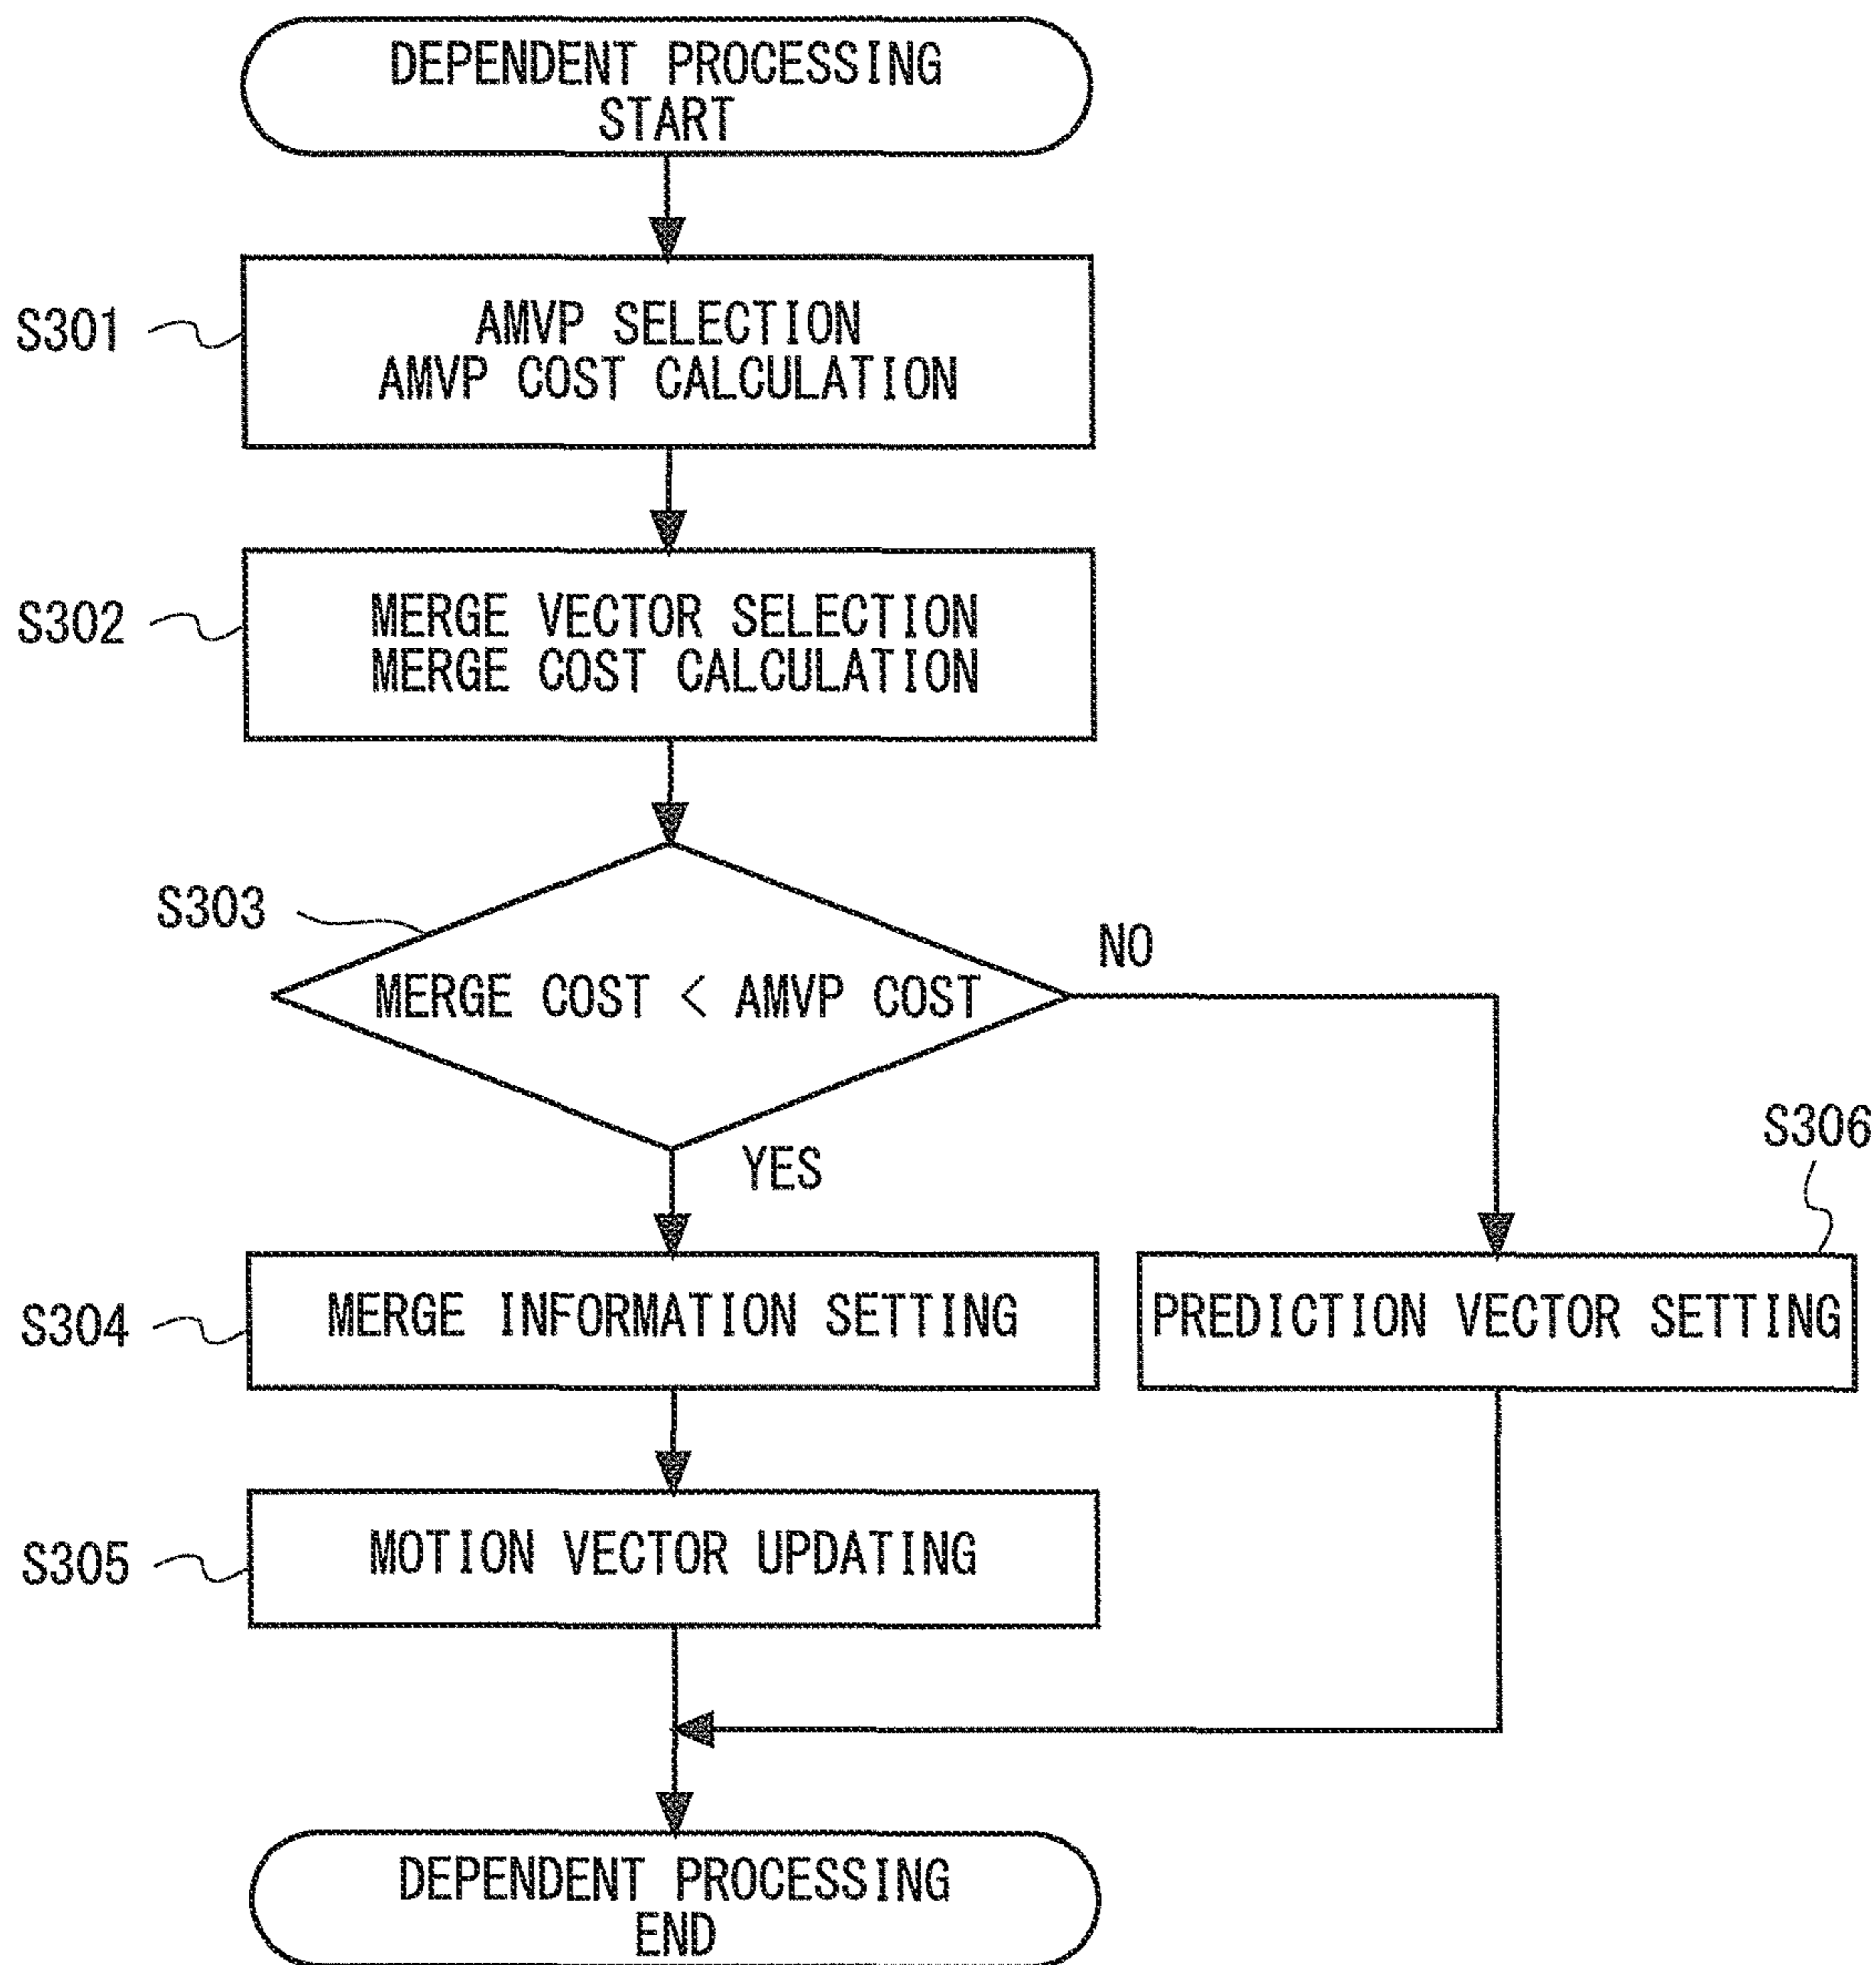 DEPENDENT PROCESSING
START
S301
AMVP SELECTION
AMVP COST CALCULATION
S302
MERGE VECTOR SELECTION
MERGE COST CALCULATION
S303
MERGE COST < AMVP COST
NO
YES
S306
S304
MERGE INFORMATION SETTING
PREDICTION VECTOR SETTING
S305
MOTION VECTOR UPDATING
DEPENDENT PROCESSING
END